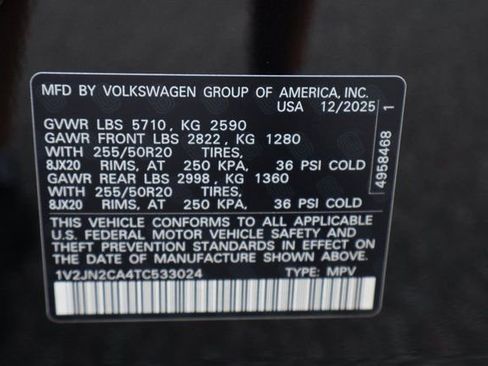 MFD BY VOLKSWAGEN GROUP OF AMERICA, INC.
USA 12/2025
GVWR LBS 5710, KG 2590
GAWR FRONT LBS 2822, KG 1280
WITH 255/50R20 TIRES,
8JX20 RIMS, AT 250 KPA, 36 PSI COLD
GAWR REAR LBS 2998, KG 1360
WITH 255/50R20 TIRES,
8JX20 RIMS, AT 250 KPA, 36 PSI COLD
THIS VEHICLE CONFORMS TO ALL APPLICABLE
U.S. FEDERAL MOTOR VEHICLE SAFETY AND
THEFT PREVENTION STANDARDS IN EFFECT ON
THE DATE OF MANUFACTURE SHOWN ABOVE.
1V2JN2CA4TC533024 TYPE: MPV
4958468 1